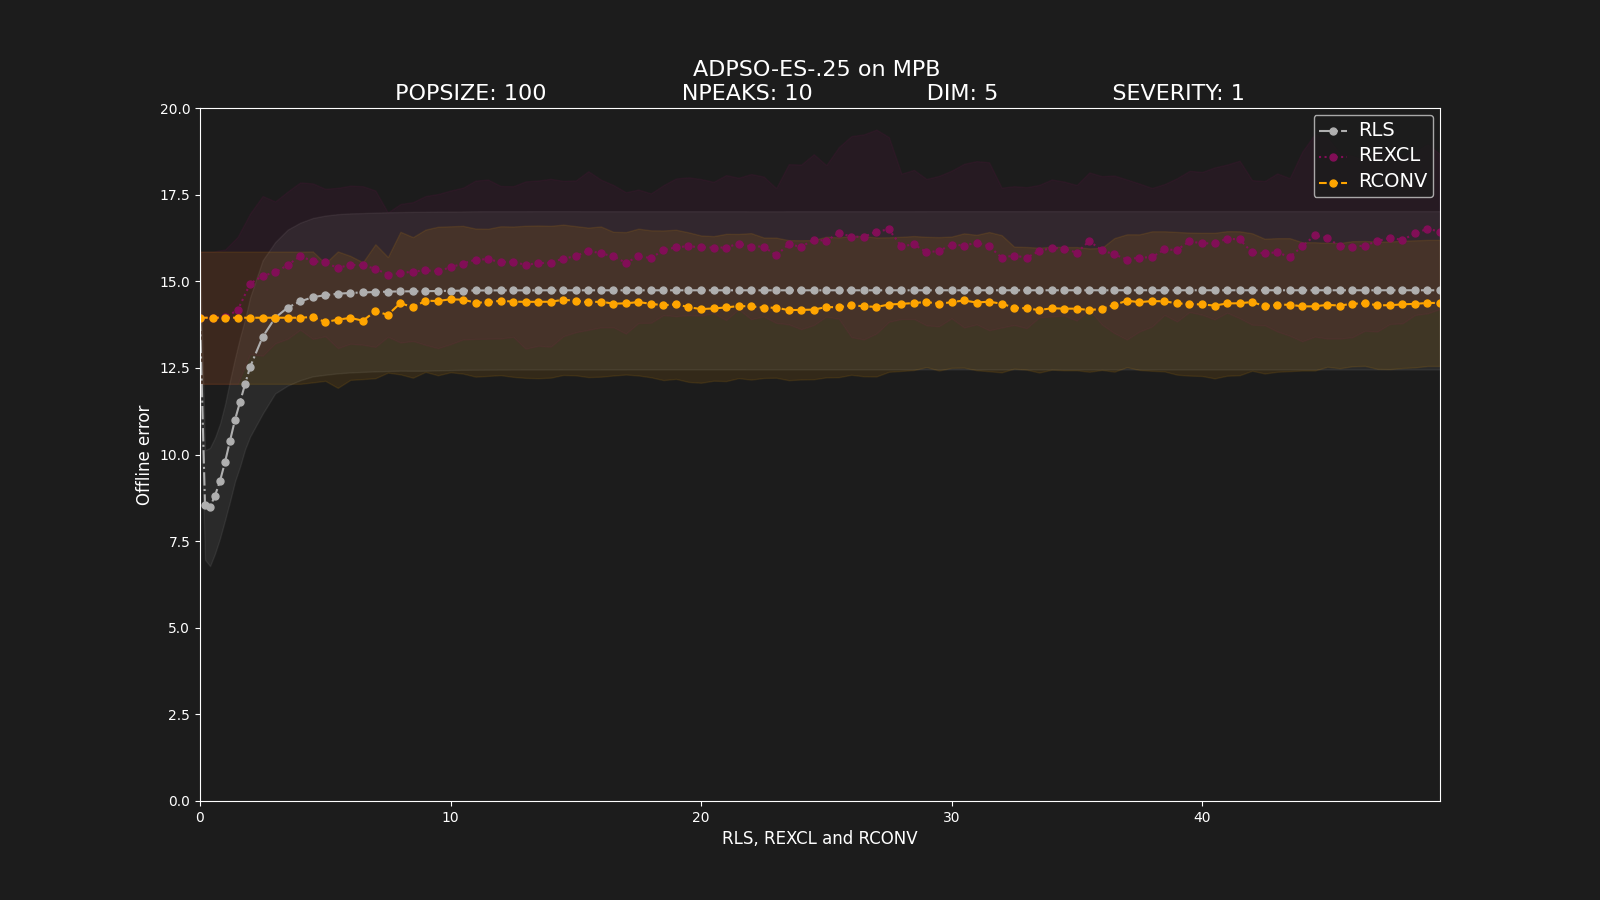 ADPSO-ES-.25 on MPB
POPSIZE: 100 NPEAKS: 10 DIM: 5 SEVERITY: 1
20.0
17.5
15.0
12.5
10.0
7.5
5.0
2.5
0.0
Offline error
RLS
REXCL
RCONV
0 10 20 30 40
RLS, REXCL and RCONV